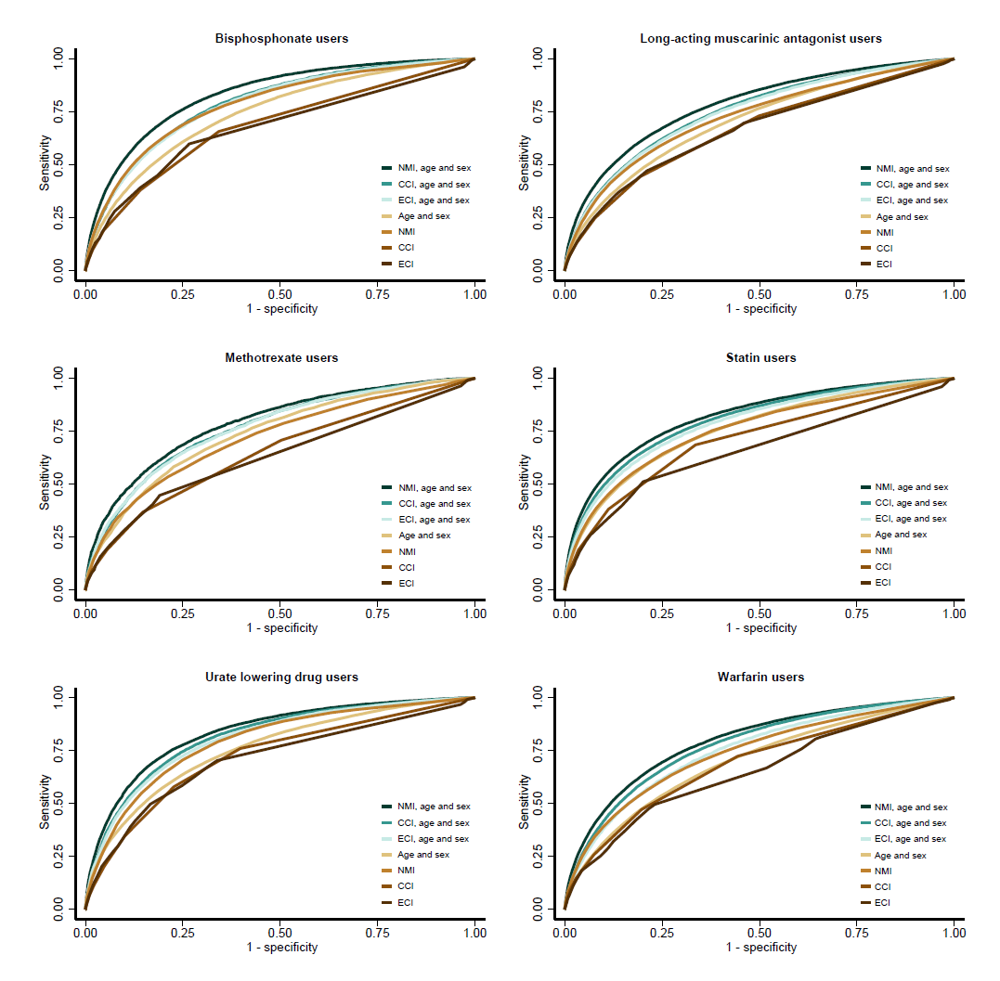 Bisphosphonate users
1.00
0.75
0.50
0.25
0.00
Sensitivity
NMI, age and sex
CCI, age and sex
ECI, age and sex
Age and sex
NMI
CCI
ECI
0.00 0.25 0.50 0.75 1.00
1 - specificity
Long-acting muscarinic antagonist users
1.00
0.75
0.50
0.25
0.00
Sensitivity
NMI, age and sex
CCI, age and sex
ECI, age and sex
Age and sex
NMI
CCI
ECI
0.00 0.25 0.50 0.75 1.00
1 - specificity
Methotrexate users
1.00
0.75
0.50
0.25
0.00
Sensitivity
NMI, age and sex
CCI, age and sex
ECI, age and sex
Age and sex
NMI
CCI
ECI
0.00 0.25 0.50 0.75 1.00
1 - specificity
Statin users
1.00
0.75
0.50
0.25
0.00
Sensitivity
NMI, age and sex
CCI, age and sex
ECI, age and sex
Age and sex
NMI
CCI
ECI
0.00 0.25 0.50 0.75 1.00
1 - specificity
Urate lowering drug users
1.00
0.75
0.50
0.25
0.00
Sensitivity
NMI, age and sex
CCI, age and sex
ECI, age and sex
Age and sex
NMI
CCI
ECI
0.00 0.25 0.50 0.75 1.00
1 - specificity
Warfarin users
1.00
0.75
0.50
0.25
0.00
Sensitivity
NMI, age and sex
CCI, age and sex
ECI, age and sex
Age and sex
NMI
CCI
ECI
0.00 0.25 0.50 0.75 1.00
1 - specificity